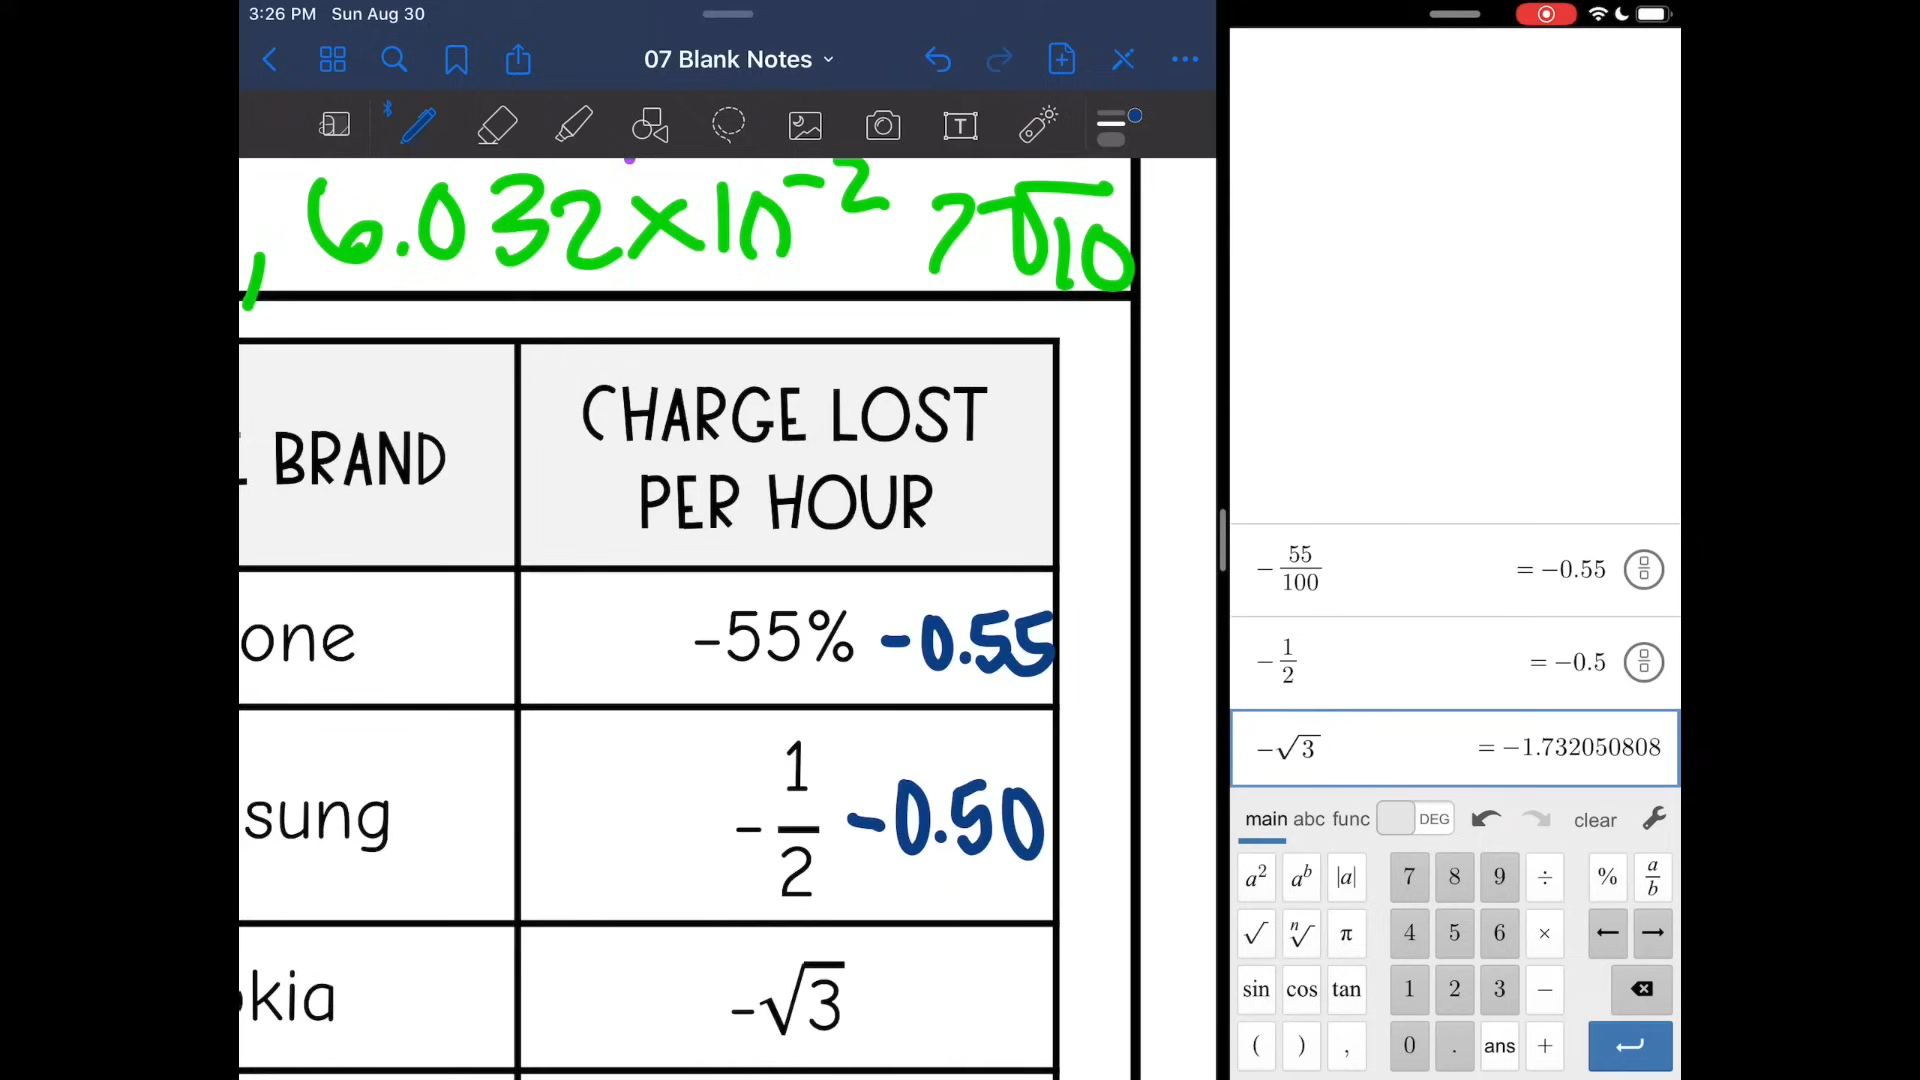 3:26 PM Sun Aug 30
07 Blank Notes
, 6.032×10⁻² 7√10
BRAND
CHARGE LOST
PER HOUR
one
-55% -0.55
sung
-1/2 -0.50
kia
-√3
-55/100 = -0.55
-1/2 = -0.5
-√3 = -1.732050808
main abc func DEG clear
a² aᵇ |a| 7 8 9 ÷ % a/b
√ ⁿ√ π 4 5 6 × ← →
sin cos tan 1 2 3 −
( ) , 0 . ans +